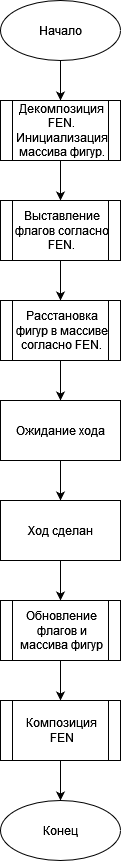 Начало
Декомпозиция
FEN.
Инициализация
массива фигур.
Выставление
флагов согласно
FEN.
Расстановка
фигур в массиве
согласно FEN.
Ожидание хода
Ход сделан
Обновление
флагов и
массива фигур
Композиция
FEN
Конец